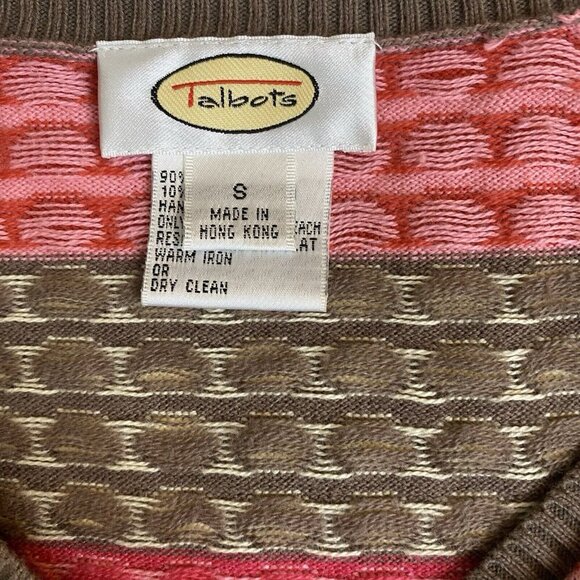 Talbots
S
MADE IN
HONG KONG
90%
10%
WARM IRON
OR
DRY CLEAN